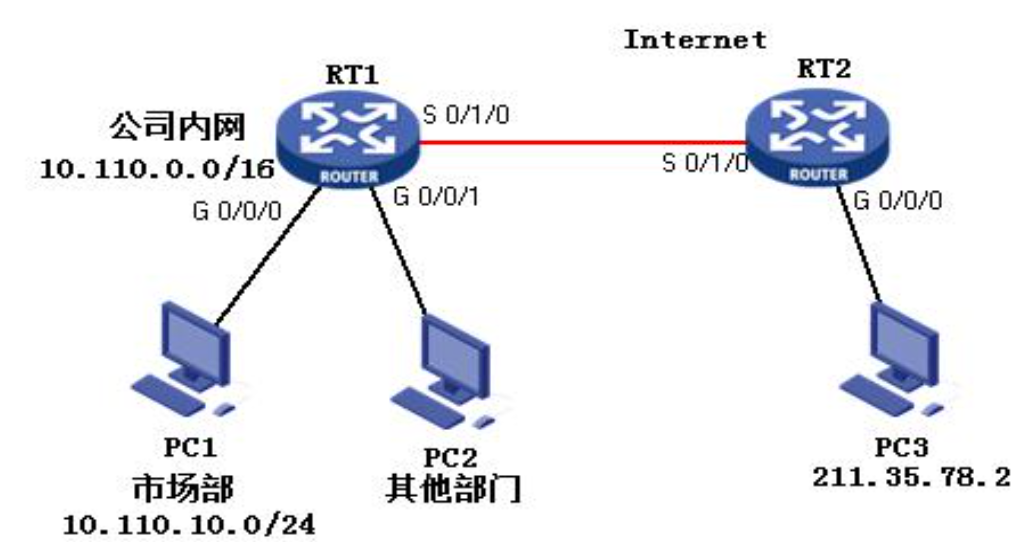 Internet
RT1
RT2
公司内网
10.110.0.0/16
S 0/1/0
S 0/1/0
ROUTER
ROUTER
G 0/0/0
G 0/0/1
G 0/0/0
PC1
市场部
10.110.10.0/24
PC2
其他部门
PC3
211.35.78.2